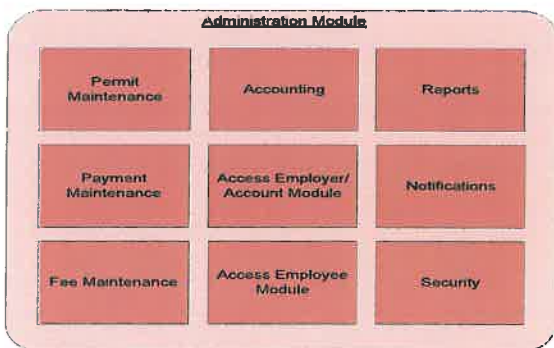 Administration Module
Permit
Maintenance
Accounting
Reports
Payment
Maintenance
Access Employer/
Account Module
Notifications
Fee Maintenance
Access Employee
Module
Security